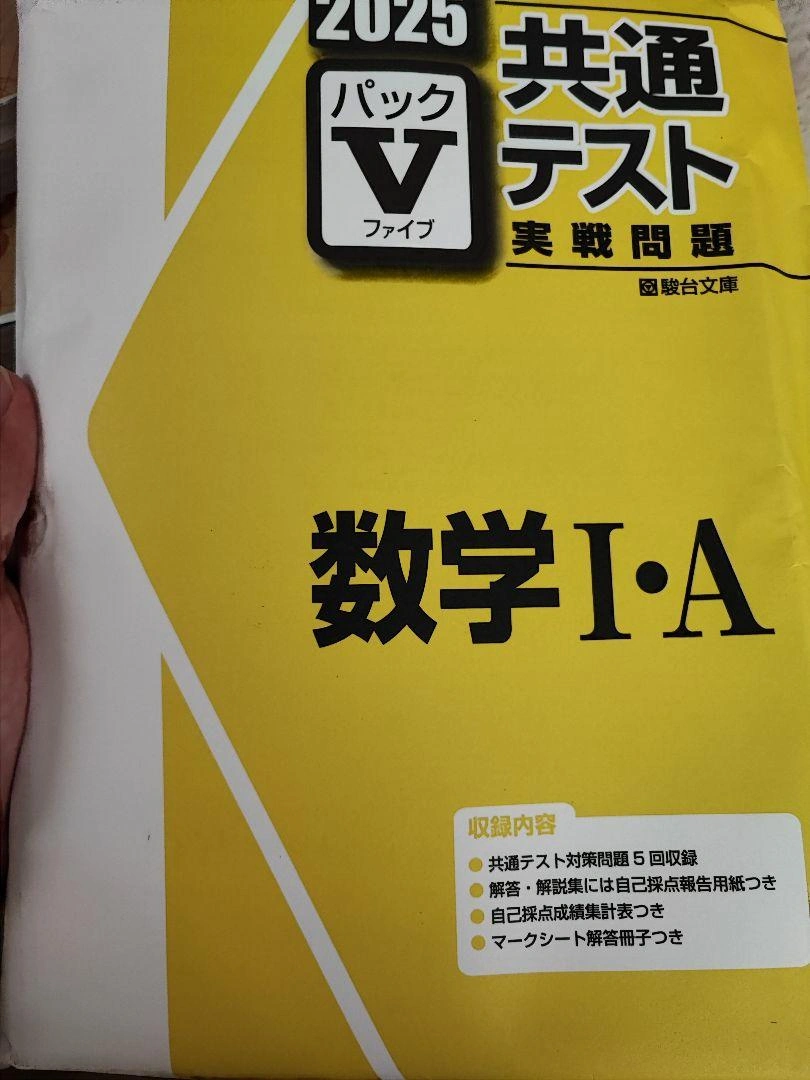 2025
パック
V
ファイブ
共通
テスト
実戦問題
駿台文庫
数学I・A
収録内容
● 共通テスト対策問題5回収録
● 解答・解説集には自己採点報告用紙つき
● 自己採点成績集計表つき
● マークシート解答冊子つき